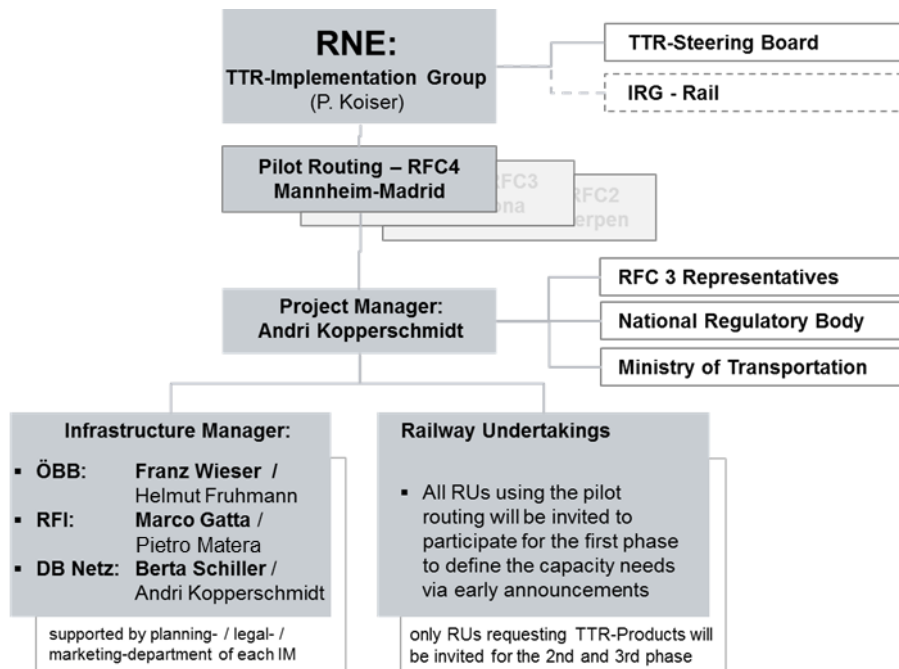 RNE:
TTR-Implementation Group
(P. Koiser)
TTR-Steering Board
IRG - Rail
Pilot Routing – RFC4
Mannheim-Madrid
RFC3
ona
RFC2
erpen
Project Manager:
Andri Kopperschmidt
RFC 3 Representatives
National Regulatory Body
Ministry of Transportation
Infrastructure Manager:
▪ ÖBB: Franz Wieser /
Helmut Fruhmann
▪ RFI: Marco Gatta /
Pietro Matera
▪ DB Netz: Berta Schiller /
Andri Kopperschmidt
supported by planning- / legal- /
marketing-department of each IM
Railway Undertakings
▪ All RUs using the pilot
routing will be invited to
participate for the first phase
to define the capacity needs
via early announcements
only RUs requesting TTR-Products will
be invited for the 2nd and 3rd phase